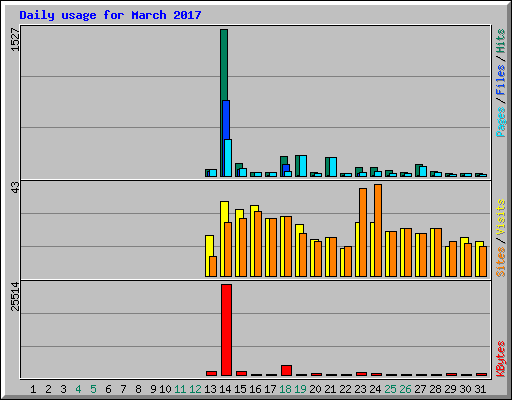 Daily usage for March 2017
1527
Pages / Files / Hits
43
Sites / Visits
25514
KBytes
1 2 3 4 5 6 7 8 9 10 11 12 13 14 15 16 17 18 19 20 21 22 23 24 25 26 27 28 29 30 31